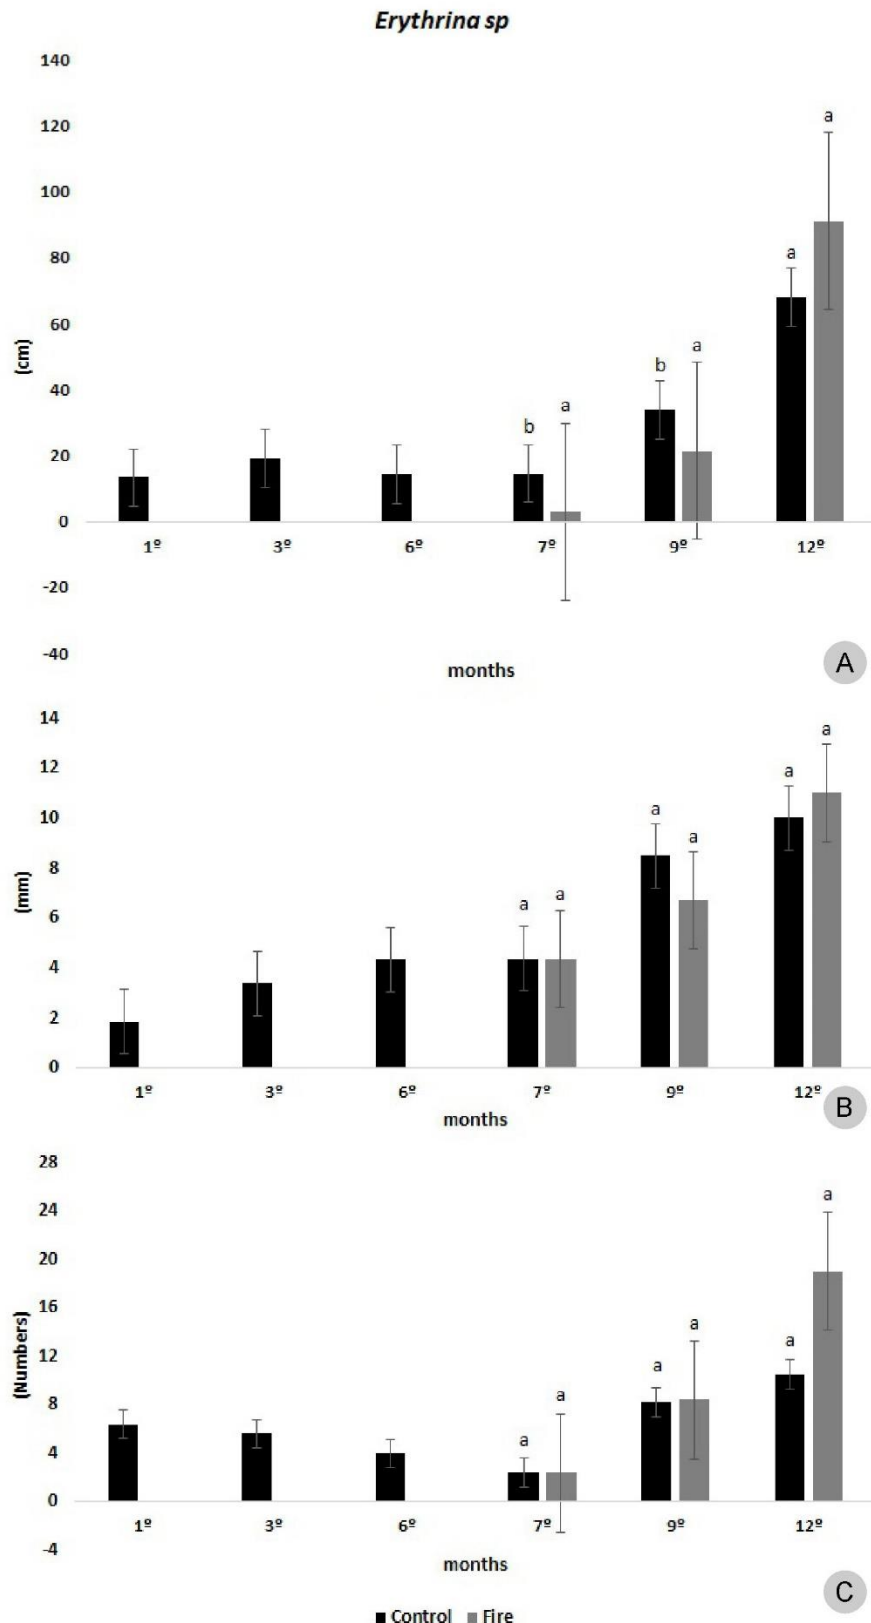 Erythrina sp
140
120
100
80
60
40
20
0
-20
-40
(cm)
a
a
b
a
b
a
1º 3º 6º 7º 9º 12º
months
A
14
12
10
8
6
4
2
0
(mm)
a
a
a
a
a
a
1º 3º 6º 7º 9º 12º
months
B
28
24
20
16
12
8
4
0
-4
(Numbers)
a
a
a
a
a
a
1º 3º 6º 7º 9º 12º
months
C
Control Fire